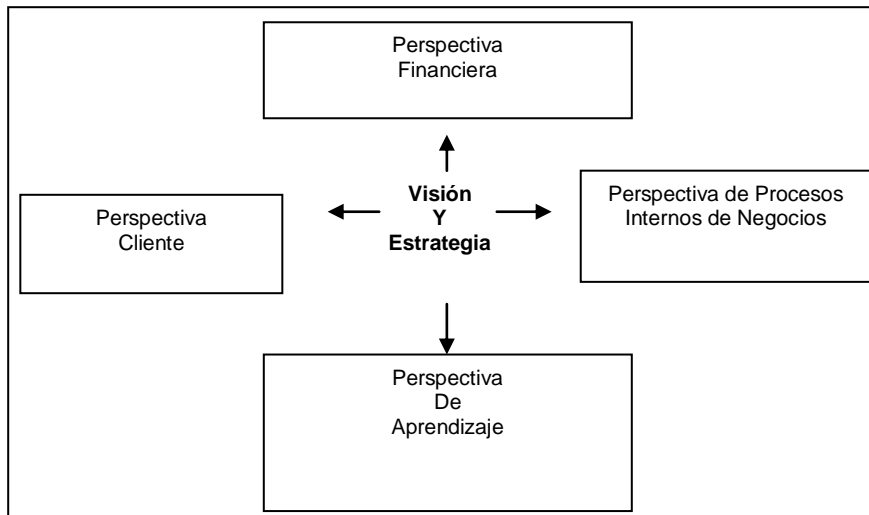 Perspectiva
Financiera
Visión
Y
Estrategia
Perspectiva
Cliente
Perspectiva de Procesos
Internos de Negocios
Perspectiva
De
Aprendizaje